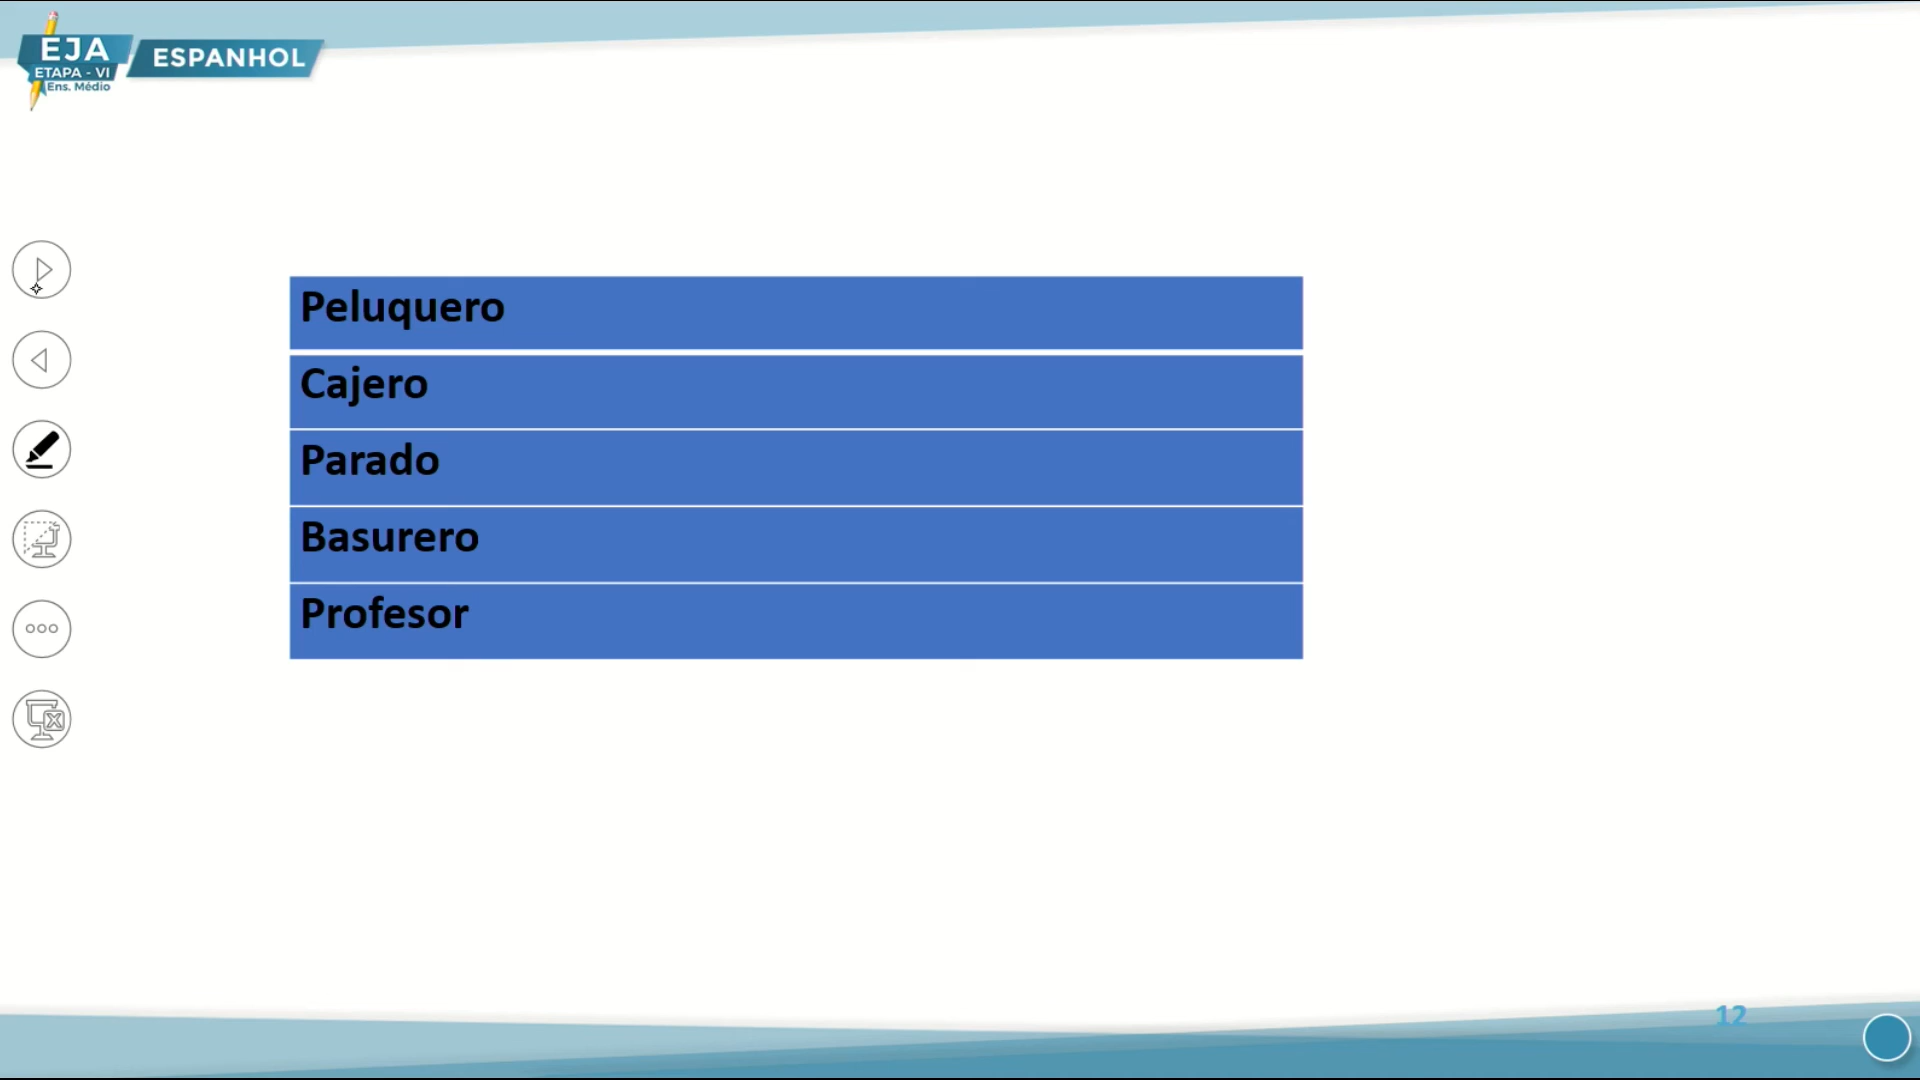 EJA
ETAPA - VI
Ens. Médio
ESPANHOL
Peluquero
Cajero
Parado
Basurero
Profesor
12